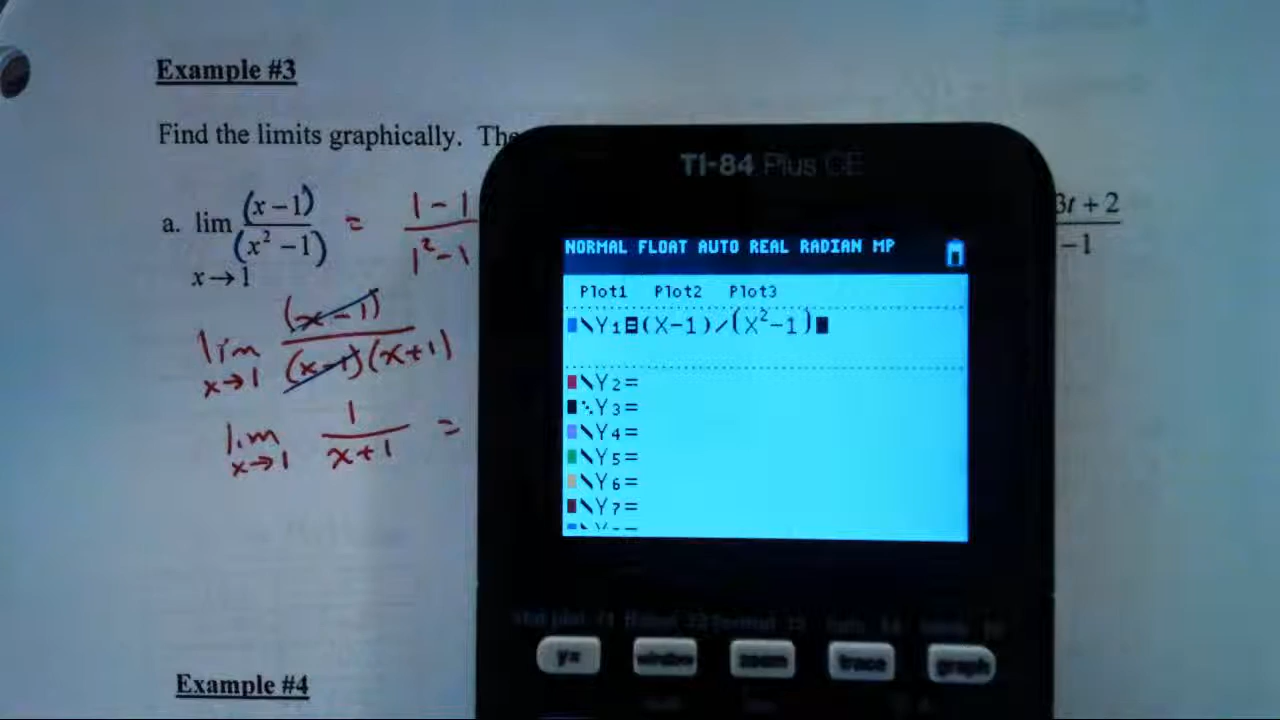 Example #3
Find the limits graphically. The
a. lim (x-1)/(x²-1) = 1-1/1²-1
x→1
3t+2
-1
lim x→1 (x-1)/(x-1)(x+1)
lim x→1 1/x+1 =
Example #4
TI-84 Plus CE
NORMAL FLOAT AUTO REAL RADIAN MP
Plot1 Plot2 Plot3
\Y1=(X-1)/(X²-1)
\Y2=
Y3=
\Y4=
\Y5=
\Y6=
\Y7=
y=
window
zoom
trace
graph